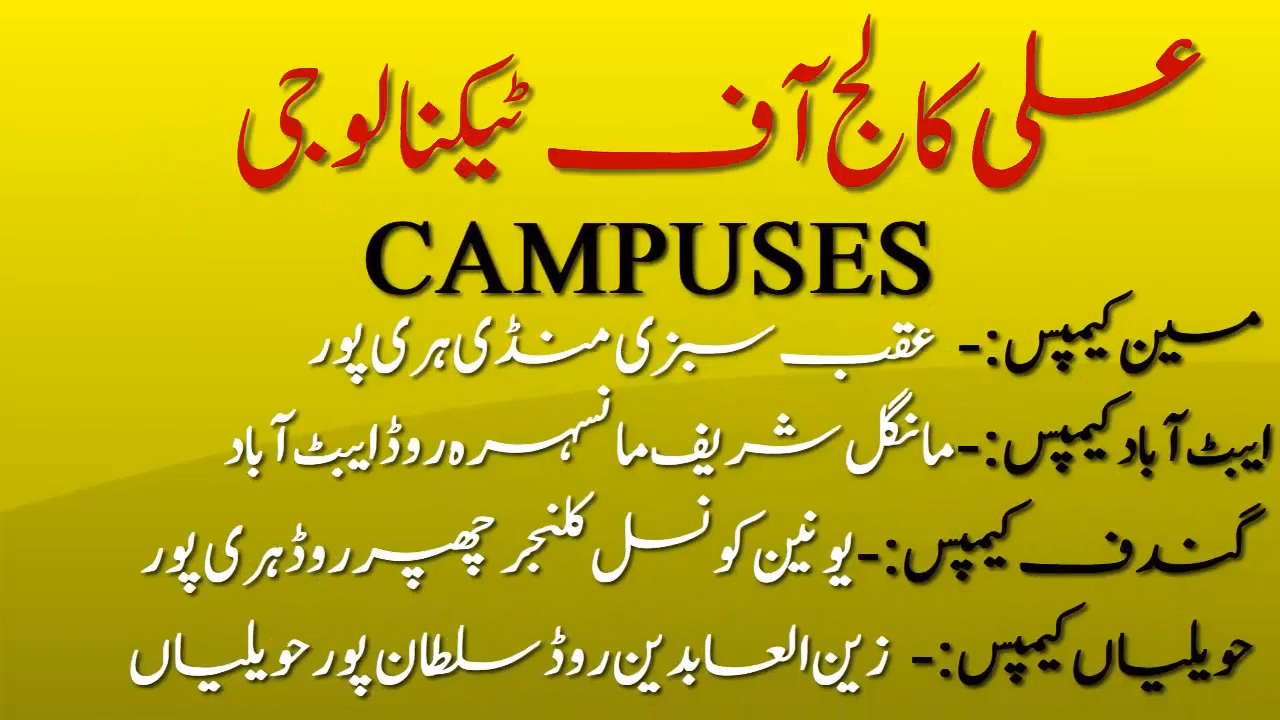 علی کالج آف ٹیکنالوجی
CAMPUSES
مین کیمپس:- عقب سبزی منڈی ہری پور
ایبٹ آباد کیمپس:- مانگل شریف مانسہرہ روڈ ایبٹ آباد
گندف کیمپس:- یونین کونسل کلنجر چھپر روڈ ہری پور
حویلیاں کیمپس:- زین العابدین روڈ سلطان پور حویلیاں